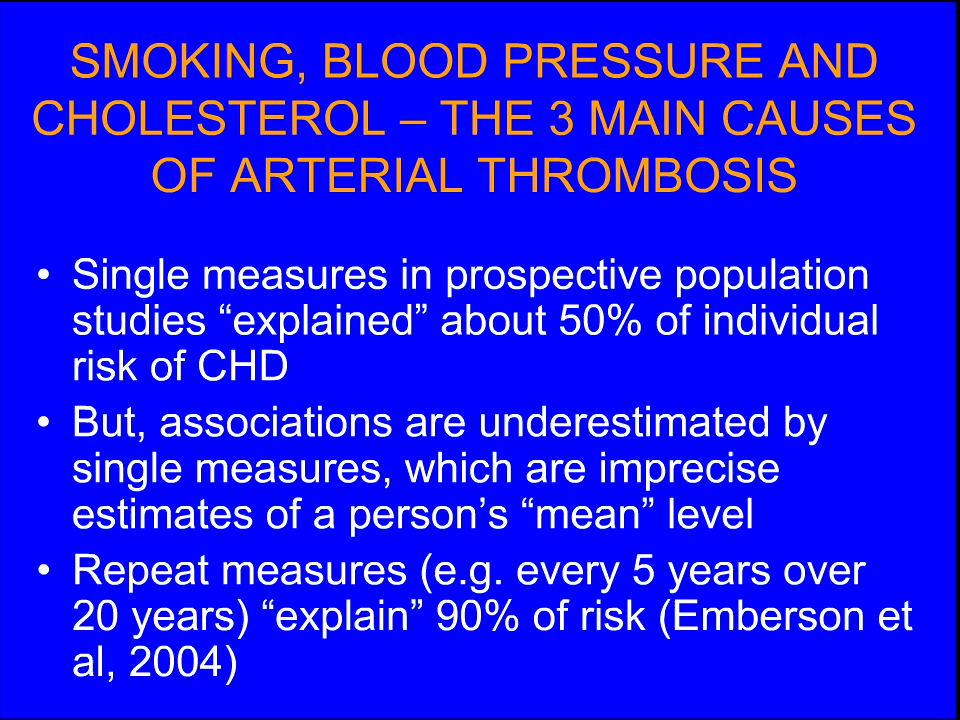 SMOKING, BLOOD PRESSURE AND
CHOLESTEROL – THE 3 MAIN CAUSES
OF ARTERIAL THROMBOSIS
• Single measures in prospective population
studies “explained” about 50% of individual
risk of CHD
• But, associations are underestimated by
single measures, which are imprecise
estimates of a person’s “mean” level
• Repeat measures (e.g. every 5 years over
20 years) “explain” 90% of risk (Emberson et
al, 2004)